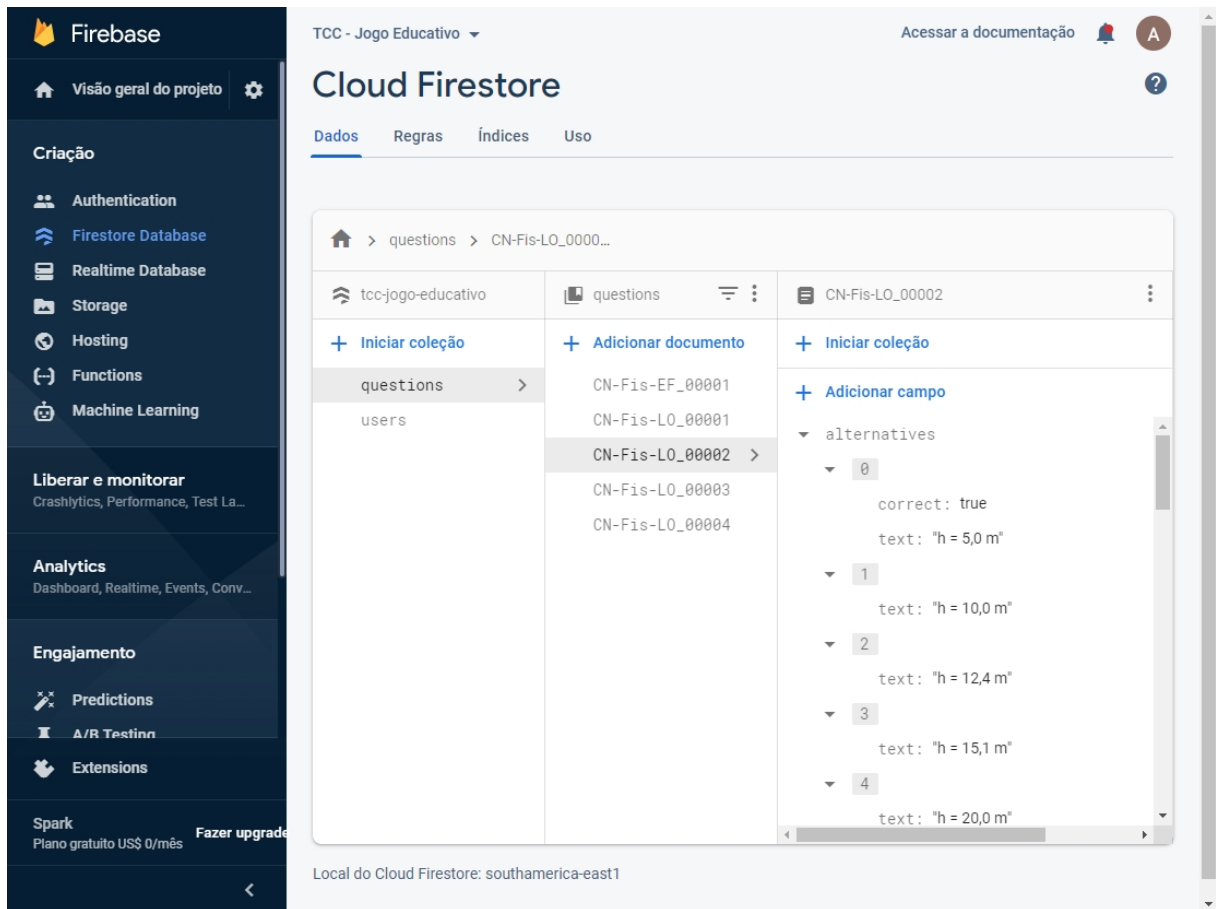 Firebase
Visão geral do projeto
Criação
Authentication
Firestore Database
Realtime Database
Storage
Hosting
Functions
Machine Learning
Liberar e monitorar
Crashlytics, Performance, Test La...
Analytics
Dashboard, Realtime, Events, Conv...
Engajamento
Predictions
A/B Testing
Extensions
Spark
Plano gratuito US$ 0/mês
Fazer upgrade
TCC - Jogo Educativo
Acessar a documentação
A
Cloud Firestore
Dados Regras Índices Uso
questions > CN-Fis-LO_0000...
tcc-jogo-educativo
Iniciar coleção
questions
users
questions
Adicionar documento
CN-Fis-EF_00001
CN-Fis-LO_00001
CN-Fis-LO_00002
CN-Fis-LO_00003
CN-Fis-LO_00004
CN-Fis-LO_00002
Iniciar coleção
Adicionar campo
alternatives
0
correct: true
text: "h = 5,0 m"
1
text: "h = 10,0 m"
2
text: "h = 12,4 m"
3
text: "h = 15,1 m"
4
text: "h = 20,0 m"
Local do Cloud Firestore: southamerica-east1